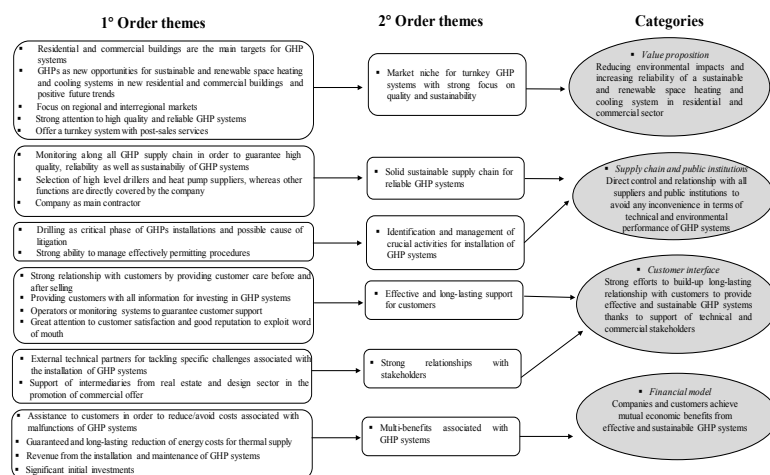 1° Order themes
2° Order themes
Categories
▪ Residential and commercial buildings are the main targets for GHP
systems
▪ GHPs as new opportunities for sustainable and renewable space heating
and cooling systems in new residential and commercial buildings and
positive future trends
▪ Focus on regional and interregional markets
▪ Strong attention to high quality and reliable GHP systems
▪ Offer a turnkey system with post-sales services
▪ Market niche for turnkey GHP
systems with strong focus on
quality and sustainability
▪ Value proposition
Reducing environmental impacts and
increasing reliability of a sustainable
and renewable space heating and
cooling system in residential and
commercial sector
▪ Monitoring along all GHP supply chain in order to guarantee high
quality, reliability as well as sustainability of GHP systems
▪ Selection of high level drillers and heat pump suppliers, whereas other
functions are directly covered by the company
▪ Company as main contractor
▪ Solid sustainable supply chain for
reliable GHP systems
▪ Supply chain and public institutions
Direct control and relationship with all
suppliers and public institutions to
avoid any inconvenience in terms of
technical and environmental
performance of GHP systems
▪ Drilling as critical phase of GHPs installations and possible cause of
litigation
▪ Strong ability to manage effectively permitting procedures
▪ Identification and management of
crucial activities for installation of
GHP systems
▪ Strong relationship with customers by providing customer care before and
after selling
▪ Providing customers with all information for investing in GHP systems
▪ Operators or monitoring systems to guarantee customer support
▪ Great attention to customer satisfaction and good reputation to exploit word
of mouth
▪ Effective and long-lasting support
for customers
▪ Customer interface
Strong efforts to build-up long-lasting
relationship with customers to provide
effective and sustainable GHP systems
thanks to support of technical and
commercial stakeholders
▪ External technical partners for tackling specific challenges associated with
the installation of GHP systems
▪ Support of intermediaries from real estate and design sector in the
promotion of commercial offer
▪ Strong relationships with
stakeholders
▪ Assistance to customers in order to reduce/avoid costs associated with
malfunctions of GHP systems
▪ Guaranteed and long-lasting reduction of energy costs for thermal supply
▪ Revenue from the installation and maintenance of GHP systems
▪ Significant initial investments
▪ Multi-benefits associated with
GHP systems
▪ Financial model
Companies and customers achieve
mutual economic benefits from
effective and sustainabile GHP systems